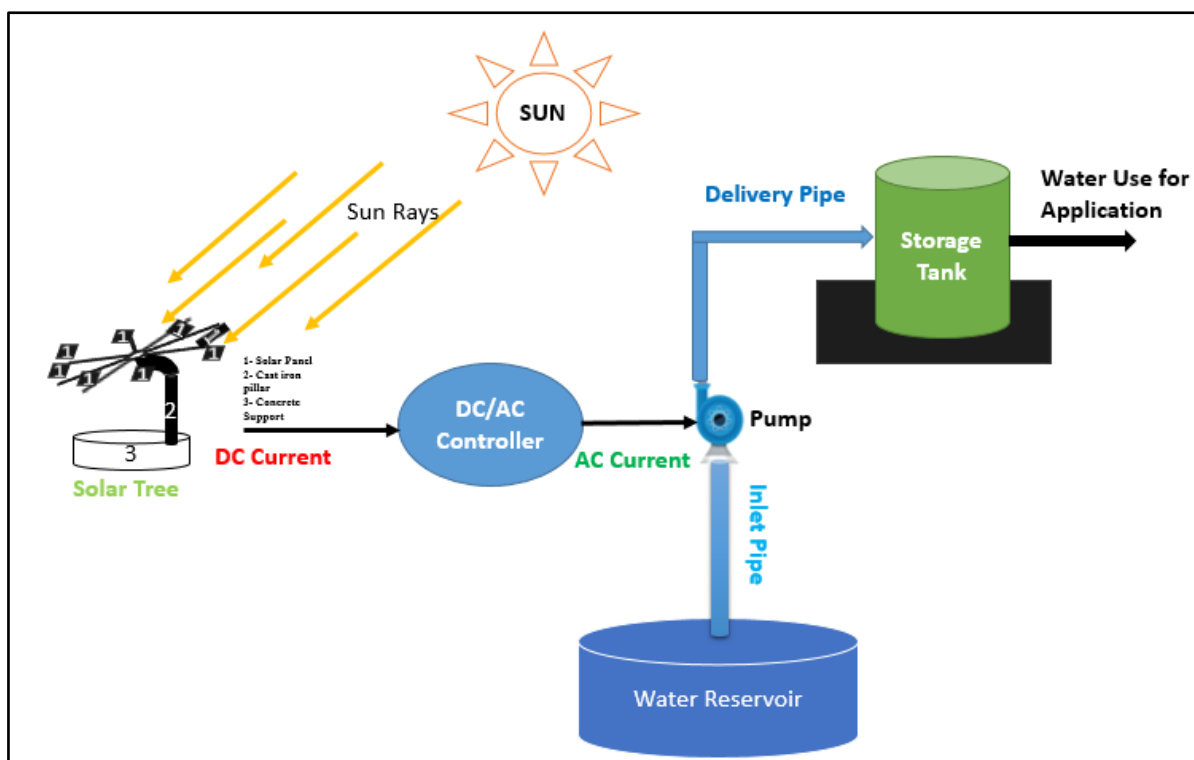 SUN
Sun Rays
Delivery Pipe
Water Use for
Application
Storage
Tank
1
1
1
1
1
1
1
1
2
3
Solar Tree
1- Solar Panel
2- Cast iron
pillar
3- Concrete
Support
DC Current
DC/AC
Controller
AC Current
Pump
Inlet Pipe
Water Reservoir